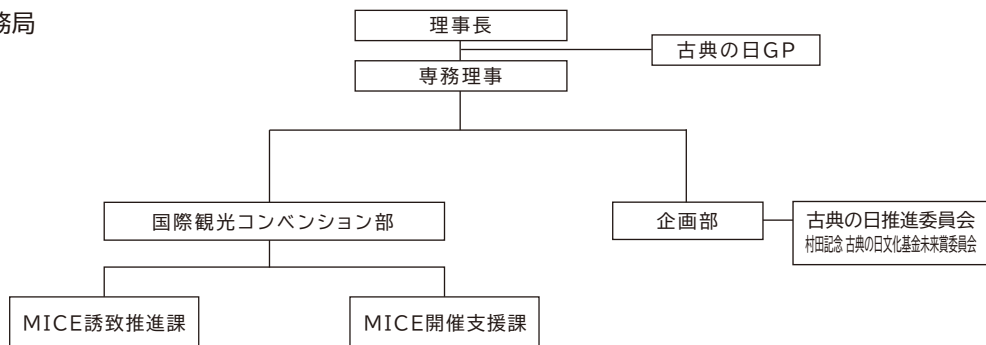 務局
理事長
古典の日GP
専務理事
国際観光コンベンション部
企画部
古典の日推進委員会
村田記念 古典の日文化基金未来賞委員会
MICE誘致推進課
MICE開催支援課